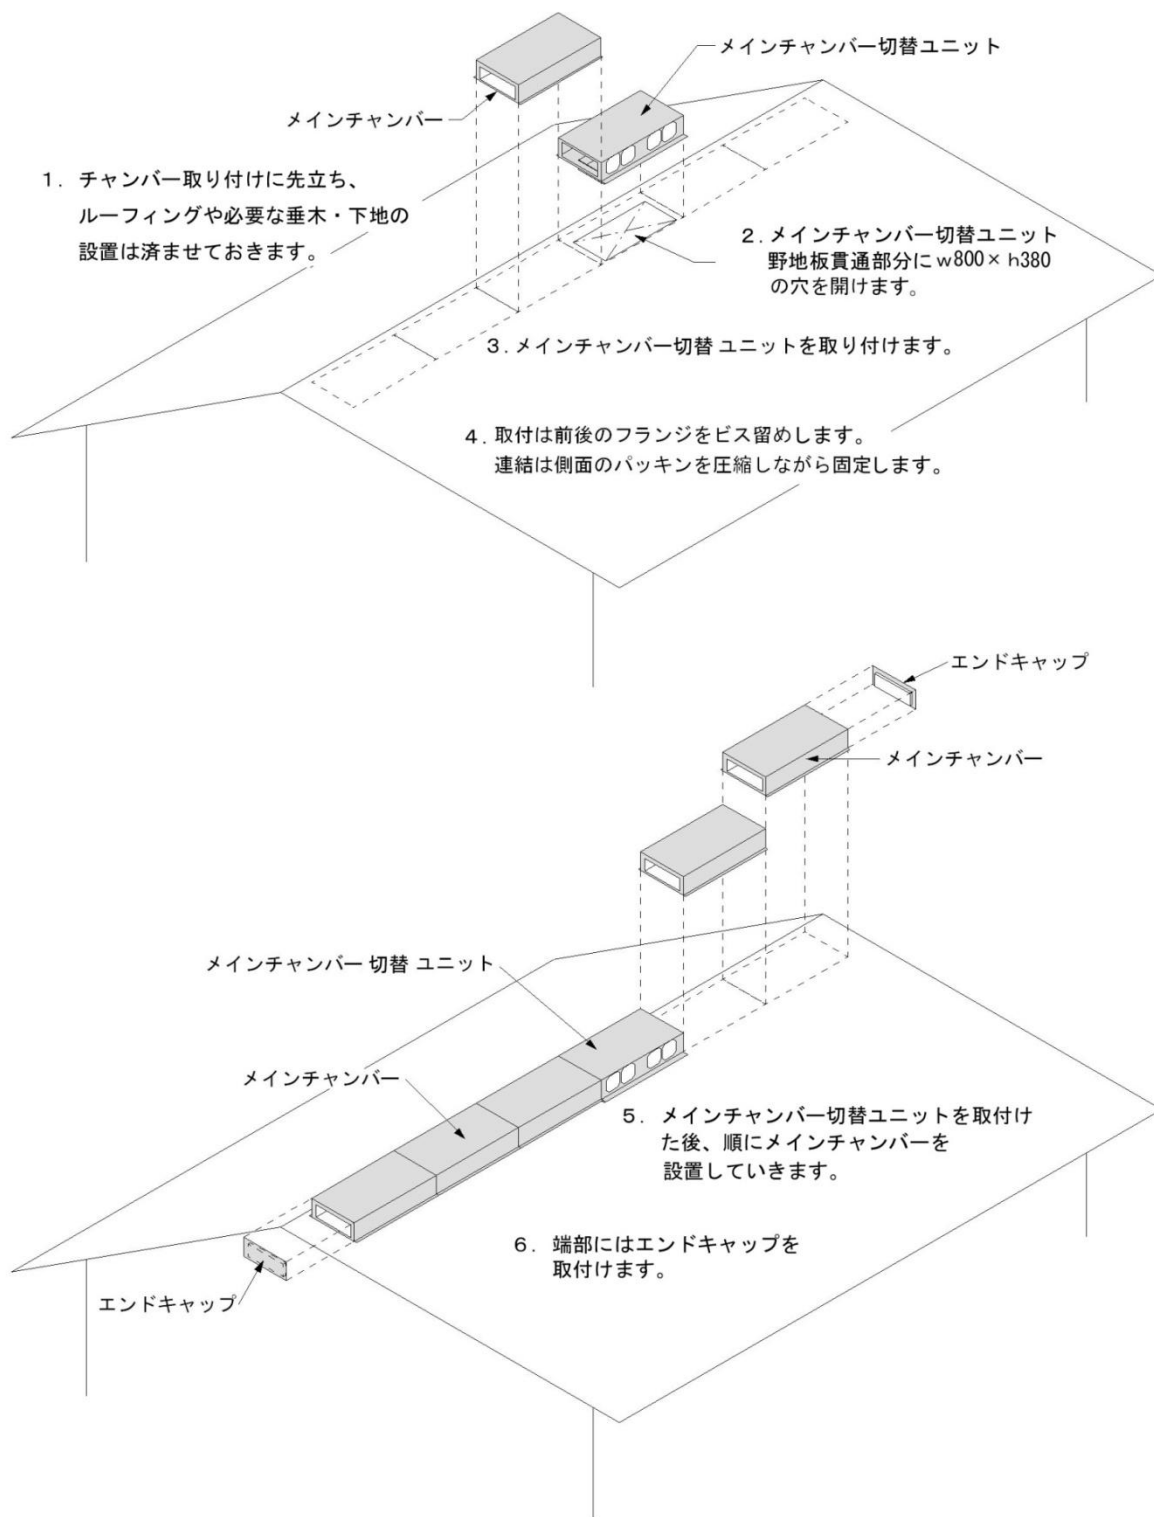 メインチャンバー切替ユニット
メインチャンバー
1. チャンバー取り付けに先立ち、
ルーフィングや必要な垂木・下地の
設置は済ませておきます。
2. メインチャンバー切替ユニット
野地板貫通部分にw800×h380
の穴を開けます。
3. メインチャンバー切替 ユニットを取り付けます。
4. 取付は前後のフランジをビス留めします。
連結は側面のパッキンを圧縮しながら固定します。
エンドキャップ
メインチャンバー
メインチャンバー 切替 ユニット
メインチャンバー
5. メインチャンバー切替ユニットを取付け
た後、順にメインチャンバーを
設置していきます。
6. 端部にはエンドキャップを
取付けます。
エンドキャップ